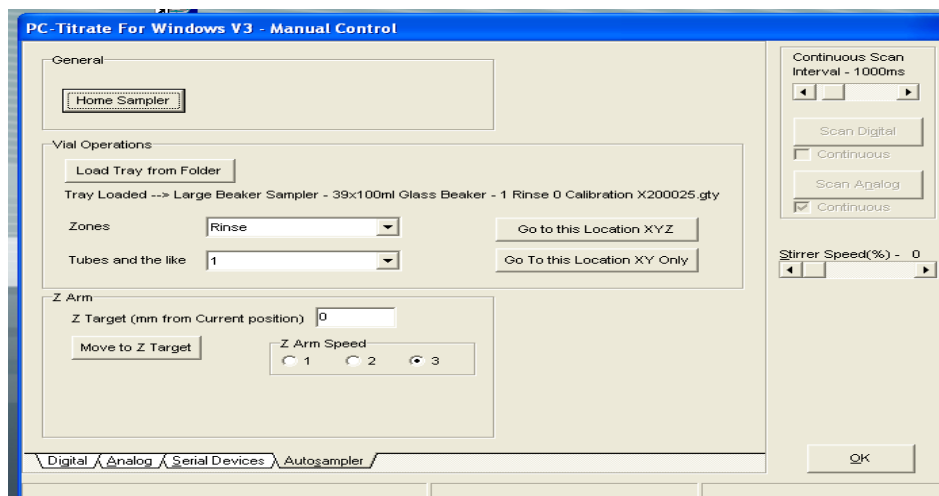 PC-Titrate For Windows V3 - Manual Control
General
Home Sampler
Vial Operations
Load Tray from Folder
Tray Loaded --> Large Beaker Sampler - 39x100ml Glass Beaker - 1 Rinse 0 Calibration X200025.gty
Zones
Rinse
Go to this Location XYZ
Tubes and the like
1
Go To this Location XY Only
Z Arm
Z Target (mm from Current position)
0
Move to Z Target
Z Arm Speed
1
2
3
Digital
Analog
Serial Devices
Autosampler
Continuous Scan
Interval - 1000ms
Scan Digital
Continuous
Scan Analog
Continuous
Stirrer Speed(%) - 0
OK